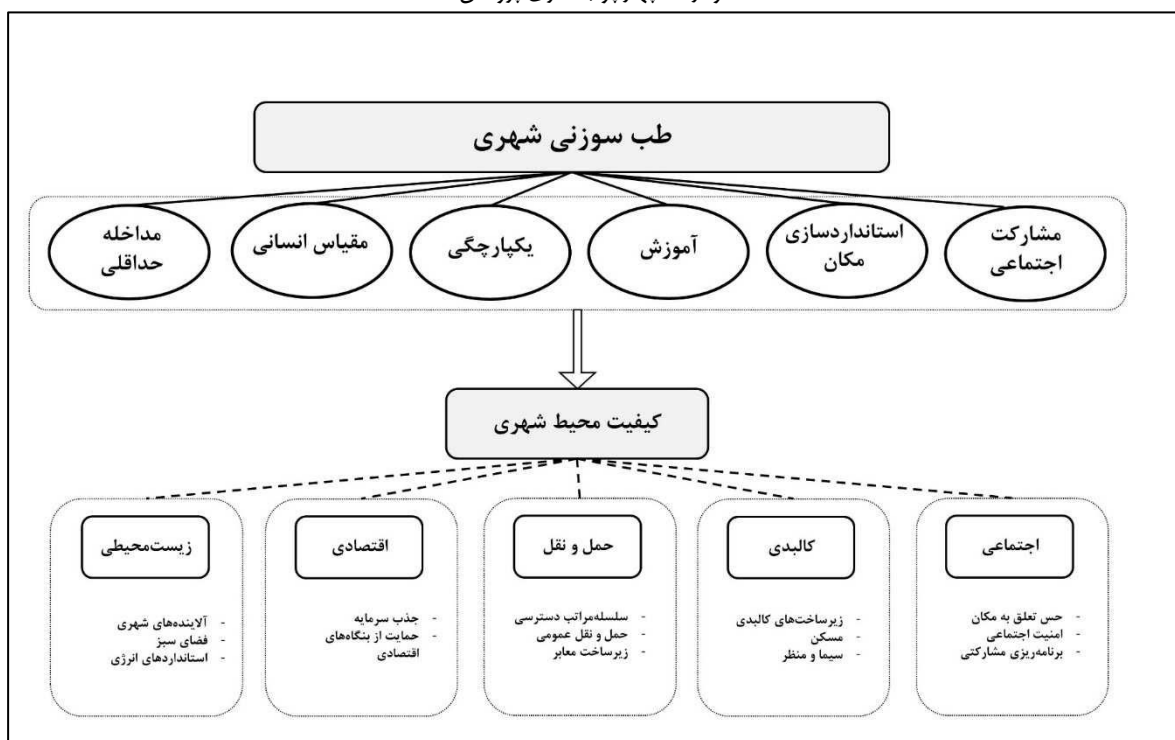 طب سوزنی شهری
مشارکت
اجتماعی
استانداردسازی
مکان
آموزش
یکپارچگی
مقیاس انسانی
مداخله
حداقلی
کیفیت محیط شهری
اجتماعی
- حس تعلق به مکان
- امنیت اجتماعی
- برنامه‌ریزی مشارکتی
کالبدی
- زیرساخت‌های کالبدی
- مسکن
- سیما و منظر
حمل و نقل
- سلسله‌مراتب دسترسی
- حمل و نقل عمومی
- زیرساخت معابر
اقتصادی
- جذب سرمایه
- حمایت از بنگاه‌های
اقتصادی
زیست‌محیطی
- آلاینده‌های شهری
- فضای سبز
- استانداردهای انرژی